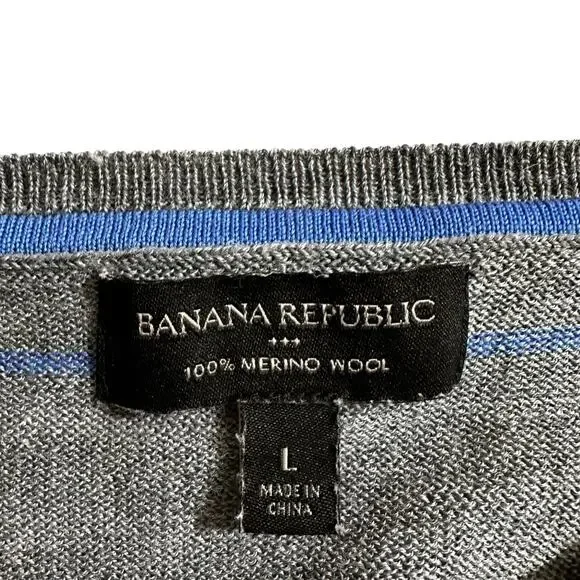 BANANA REPUBLIC
100% MERINO WOOL
L
MADE IN
CHINA